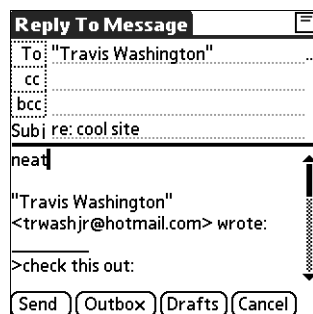 Reply To Message
To "Travis Washington" ..
cc
bcc
Subj re: cool site
neat
"Travis Washington"
<trwashjr@hotmail.com> wrote:
>check this out:
Send Outbox Drafts Cancel